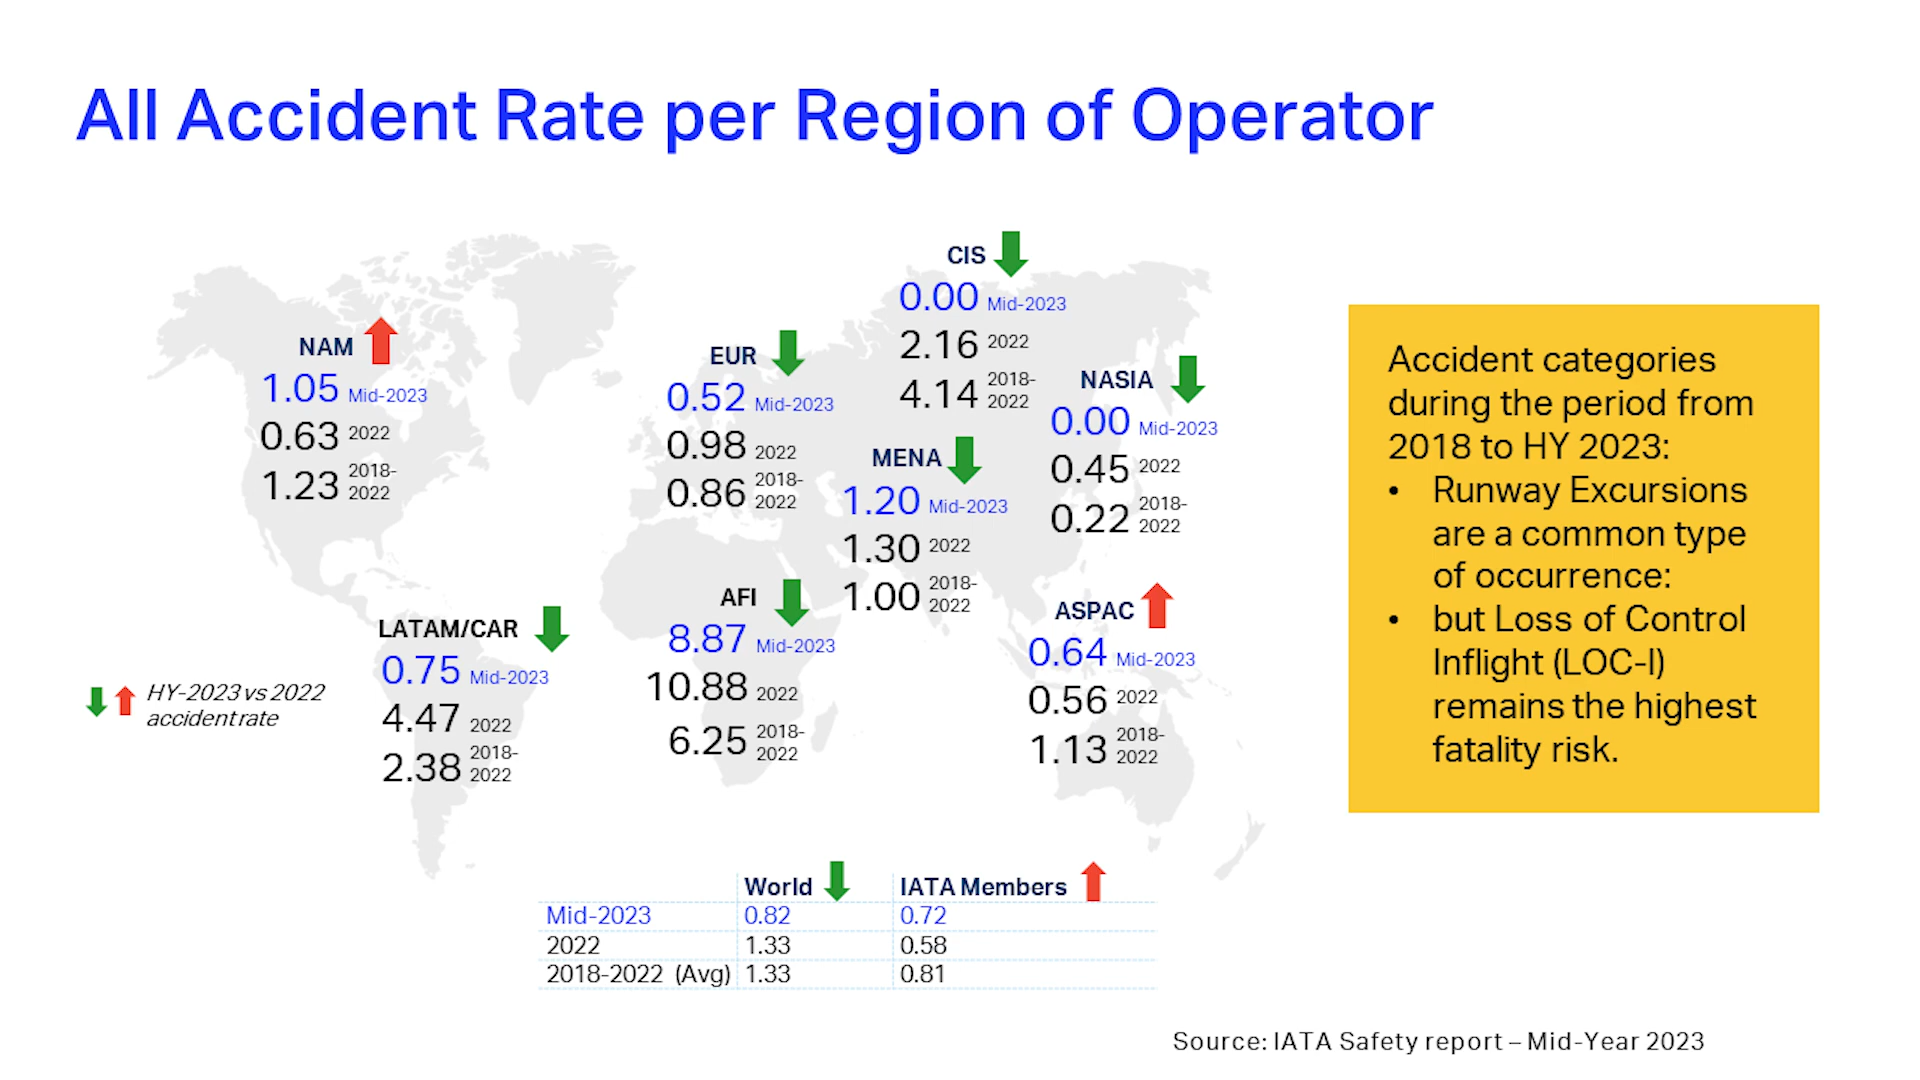 All Accident Rate per Region of Operator
CIS
0.00 Mid-2023
2.16 2022
4.14 2018-
2022
NAM
1.05 Mid-2023
0.63 2022
1.23 2018-
2022
EUR
0.52 Mid-2023
0.98 2022
0.86 2018-
2022
NASIA
0.00 Mid-2023
0.45 2022
0.22 2018-
2022
MENA
1.20 Mid-2023
1.30 2022
1.00 2018-
2022
AFI
8.87 Mid-2023
10.88 2022
6.25 2018-
2022
ASPAC
0.64 Mid-2023
0.56 2022
1.13 2018-
2022
LATAM/CAR
0.75 Mid-2023
4.47 2022
2.38 2018-
2022
HY-2023 vs 2022
accident rate
Accident categories
during the period from
2018 to HY 2023:
• Runway Excursions
are a common type
of occurrence:
• but Loss of Control
Inflight (LOC-I)
remains the highest
fatality risk.
World IATA Members
Mid-2023 0.82 0.72
2022 1.33 0.58
2018-2022 (Avg) 1.33 0.81
Source: IATA Safety report – Mid-Year 2023